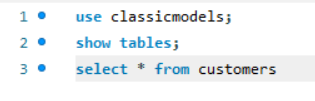 1 use classicmodels;
2 show tables;
3 select * from customers